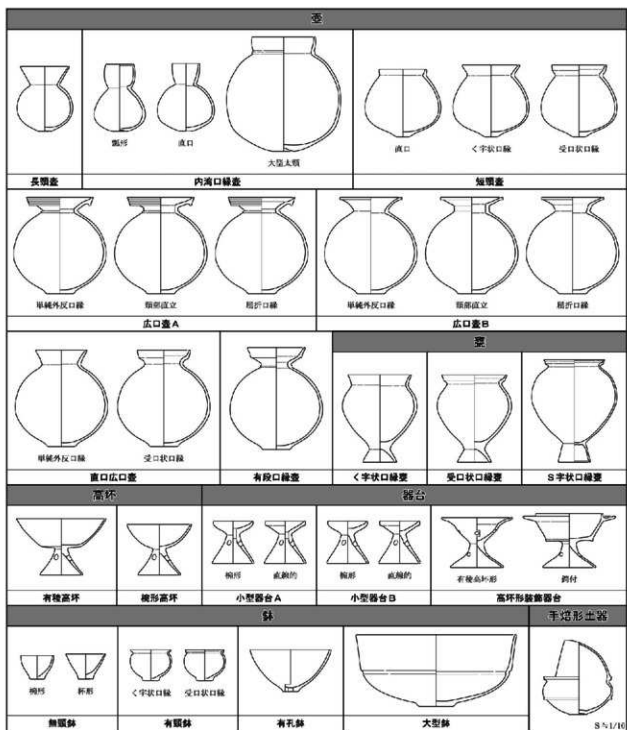 壺
瓢形
直口
大型太頸
直口
く字状口縁
受口状口縁
長頸壺
内湾口縁壺
短頸壺
単純外反口縁
頸部直立
屈折口縁
単純外反口縁
頸部直立
屈折口縁
広口壺A
広口壺B
甕
単純外反口縁
受口状口縁
直口広口壺
有段口縁壺
く字状口縁甕
受口状口縁甕
S字状口縁甕
高坏
器台
椀形
直線的
椀形
直線的
有稜高坏形
鍔付
有稜高坏
椀形高坏
小型器台A
小型器台B
高坏形装飾器台
鉢
手焙形土器
椀形
杯形
く字状口縁
受口状口縁
無頸鉢
有頸鉢
有孔鉢
大型鉢
S≒1/10